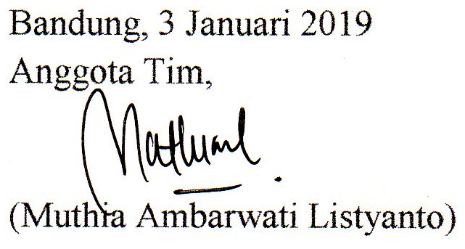 Bandung, 3 Januari 2019
Anggota Tim,
(Muthia Ambarwati Listyanto)